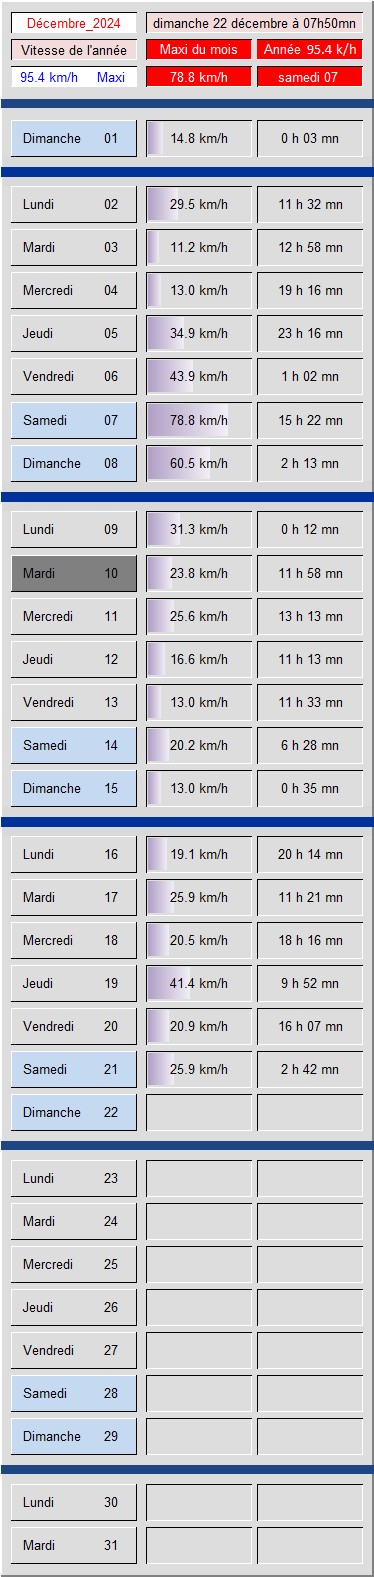 Décembre_2024 dimanche 22 décembre à 07h50mn
Vitesse de l'année Maxi du mois Année 95.4 k/h
95.4 km/h Maxi 78.8 km/h samedi 07
Dimanche 01 14.8 km/h 0 h 03 mn
Lundi 02 29.5 km/h 11 h 32 mn
Mardi 03 11.2 km/h 12 h 58 mn
Mercredi 04 13.0 km/h 19 h 16 mn
Jeudi 05 34.9 km/h 23 h 16 mn
Vendredi 06 43.9 km/h 1 h 02 mn
Samedi 07 78.8 km/h 15 h 22 mn
Dimanche 08 60.5 km/h 2 h 13 mn
Lundi 09 31.3 km/h 0 h 12 mn
Mardi 10 23.8 km/h 11 h 58 mn
Mercredi 11 25.6 km/h 13 h 13 mn
Jeudi 12 16.6 km/h 11 h 13 mn
Vendredi 13 13.0 km/h 11 h 33 mn
Samedi 14 20.2 km/h 6 h 28 mn
Dimanche 15 13.0 km/h 0 h 35 mn
Lundi 16 19.1 km/h 20 h 14 mn
Mardi 17 25.9 km/h 11 h 21 mn
Mercredi 18 20.5 km/h 18 h 16 mn
Jeudi 19 41.4 km/h 9 h 52 mn
Vendredi 20 20.9 km/h 16 h 07 mn
Samedi 21 25.9 km/h 2 h 42 mn
Dimanche 22
Lundi 23
Mardi 24
Mercredi 25
Jeudi 26
Vendredi 27
Samedi 28
Dimanche 29
Lundi 30
Mardi 31